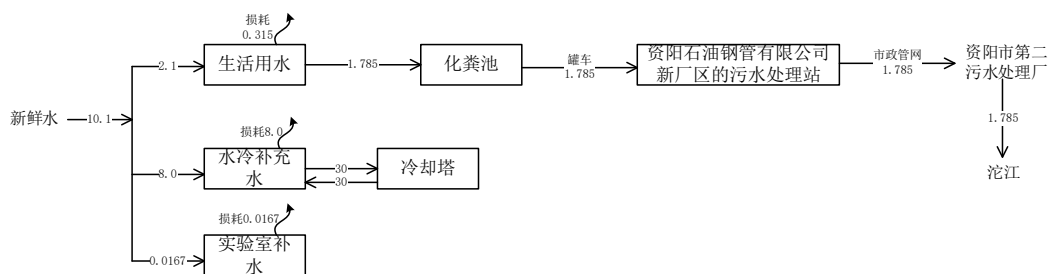 损耗
0.315
2.1
生活用水
1.785
化粪池
罐车
1.785
资阳石油钢管有限公司
新厂区的污水处理站
市政管网
1.785
资阳市第二
污水处理厂
1.785
沱江
新鲜水
10.1
损耗8.0
8.0
水冷补充
水
30
30
冷却塔
损耗0.0167
0.0167
实验室补
水